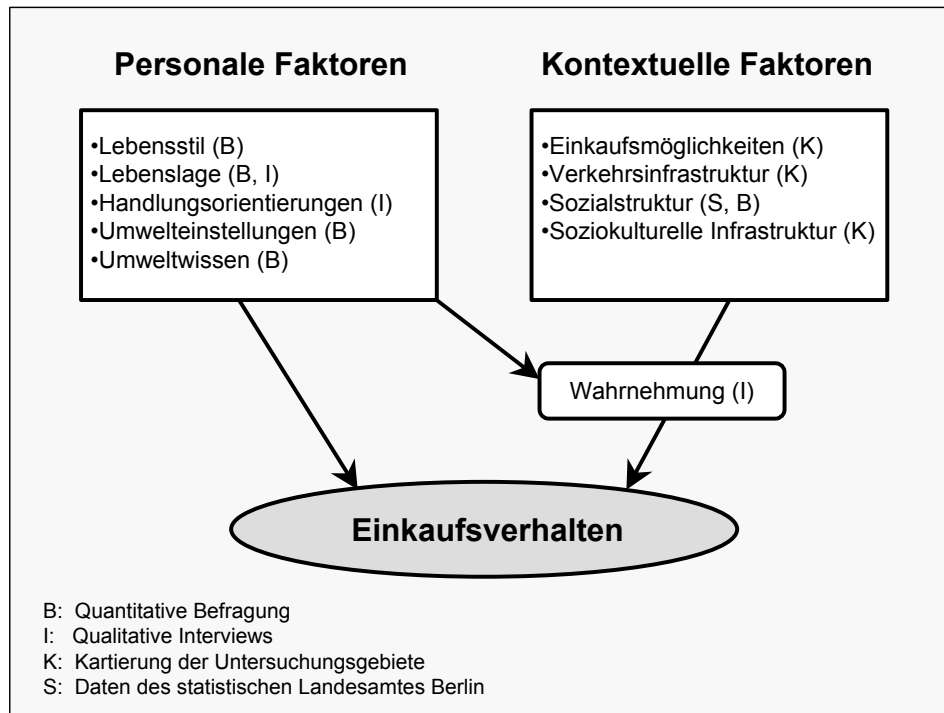 Personale Faktoren
•Lebensstil (B)
•Lebenslage (B, I)
•Handlungsorientierungen (I)
•Umwelteinstellungen (B)
•Umweltwissen (B)
Kontextuelle Faktoren
•Einkaufsmöglichkeiten (K)
•Verkehrsinfrastruktur (K)
•Sozialstruktur (S, B)
•Soziokulturelle Infrastruktur (K)
Wahrnehmung (I)
Einkaufsverhalten
B: Quantitative Befragung
I: Qualitative Interviews
K: Kartierung der Untersuchungsgebiete
S: Daten des statistischen Landesamtes Berlin